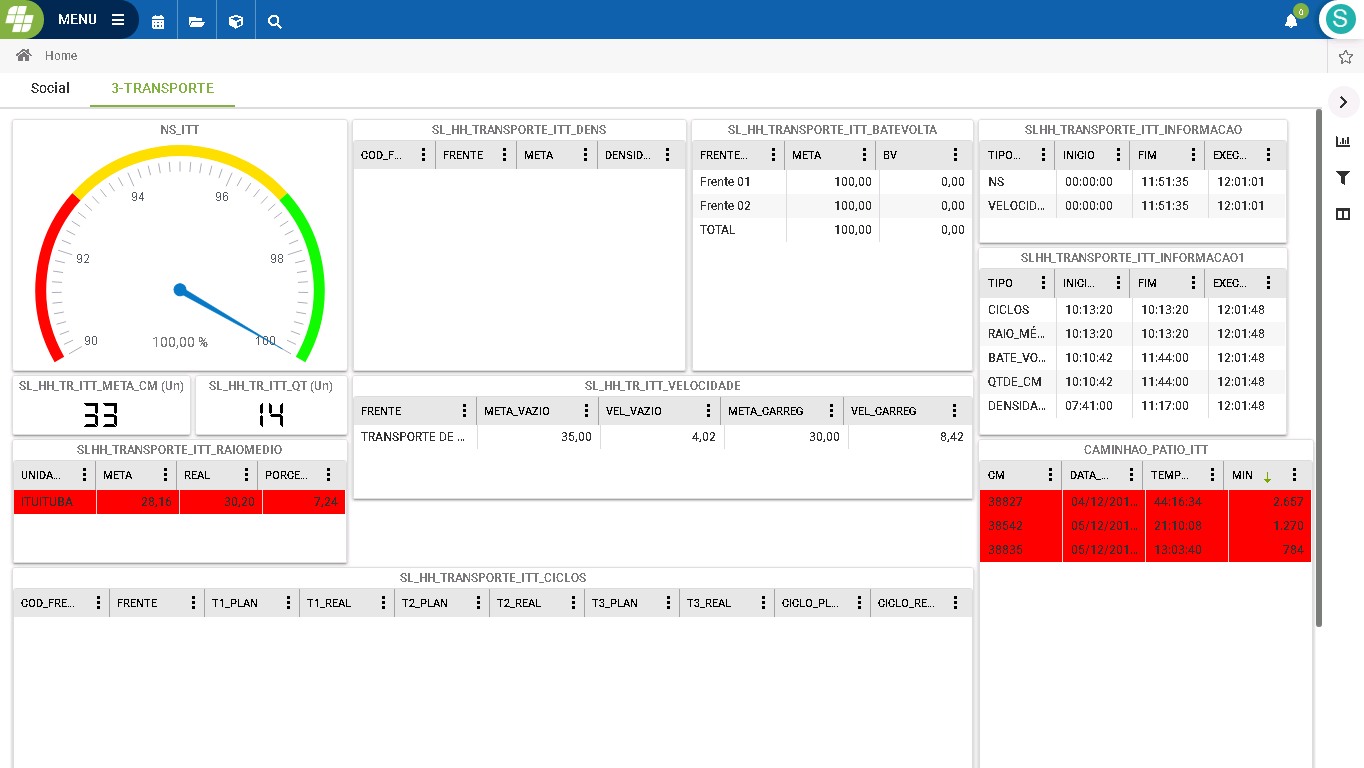 MENU
0
S
Home
Social
3-TRANSPORTE
NS_ITT
90
92
94
96
98
100
100,00 %
SL_HH_TRANSPORTE_ITT_DENS
COD_F... FRENTE META DENSID...
SL_HH_TRANSPORTE_ITT_BATEVOLTA
FRENTE... META BV
Frente 01 100,00 0,00
Frente 02 100,00 0,00
TOTAL 100,00 0,00
SLHH_TRANSPORTE_ITT_INFORMACAO
TIPO... INICIO FIM EXEC...
NS 00:00:00 11:51:35 12:01:01
VELOCID... 00:00:00 11:51:35 12:01:01
SLHH_TRANSPORTE_ITT_INFORMACAO1
TIPO INICI... FIM EXEC...
CICLOS 10:13:20 10:13:20 12:01:48
RAIO_MÉ... 10:13:20 10:13:20 12:01:48
BATE_VO... 10:10:42 11:44:00 12:01:48
QTDE_CM 10:10:42 11:44:00 12:01:48
DENSIDA... 07:41:00 11:17:00 12:01:48
SL_HH_TR_ITT_META_CM (Un)
33
SL_HH_TR_ITT_QT (Un)
14
SL_HH_TR_ITT_VELOCIDADE
FRENTE META_VAZIO VEL_VAZIO META_CARREG VEL_CARREG
TRANSPORTE DE ... 35,00 4,02 30,00 8,42
SLHH_TRANSPORTE_ITT_RAIOMEDIO
UNIDA... META REAL PORCE...
ITUITUBA 28,16 30,20 7,24
CAMINHAO_PATIO_ITT
CM DATA_... TEMP... MIN
38827 04/12/201... 44:16:34 2.657
38542 05/12/201... 21:10:08 1.270
38835 05/12/201... 13:03:40 784
SL_HH_TRANSPORTE_ITT_CICLOS
COD_FRE... FRENTE T1_PLAN T1_REAL T2_PLAN T2_REAL T3_PLAN T3_REAL CICLO_PL... CICLO_RE...